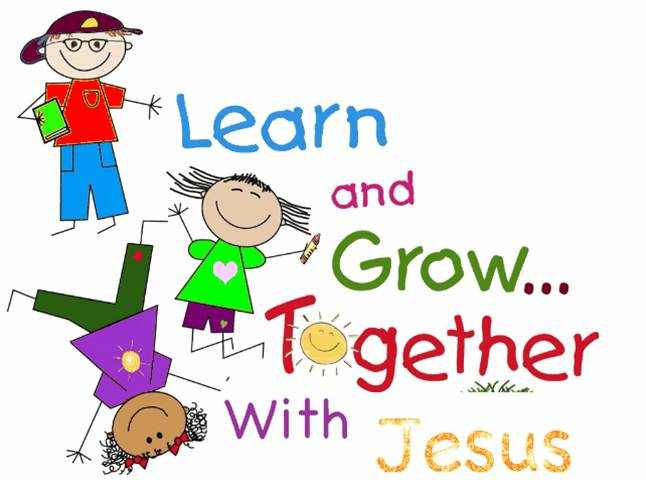 Learn
and
Grow...
Together
With Jesus